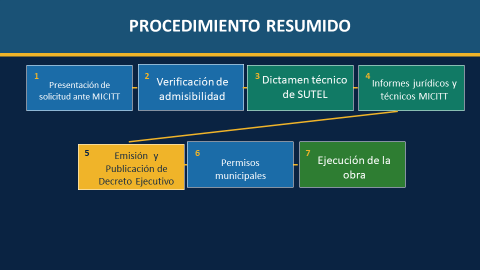 PROCEDIMIENTO RESUMIDO
1
Presentación de
solicitud ante MICITT
2
Verificación de
admisibilidad
3
Dictamen técnico
de SUTEL
4
Informes jurídicos y
técnicos MICITT
5
Emisión y
Publicación de
Decreto Ejecutivo
6
Permisos
municipales
7
Ejecución de la
obra